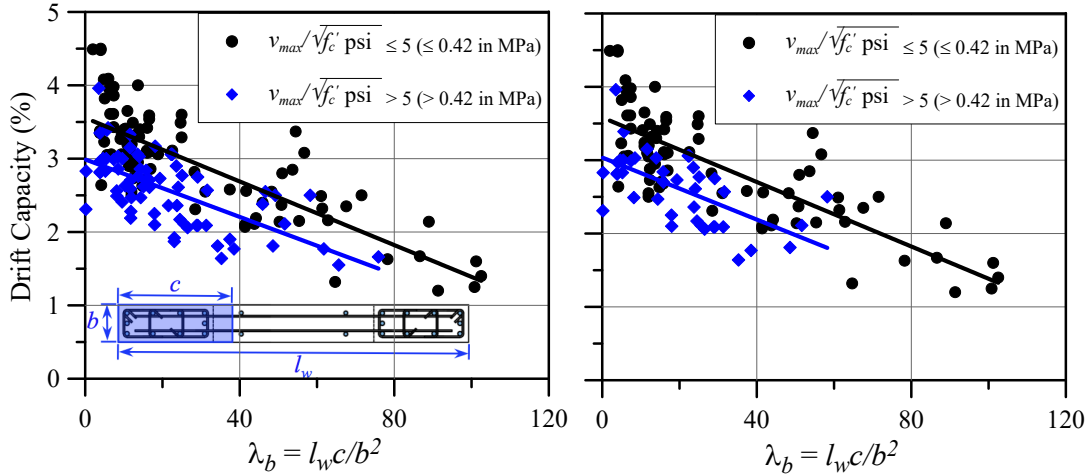 5
4
3
2
1
0
Drift Capacity (%)
v_max/√f_c′ psi ≤ 5 (≤ 0.42 in MPa)
v_max/√f_c′ psi > 5 (> 0.42 in MPa)
c
b
l_w
0 40 80 120
λ_b = l_w c/b²
v_max/√f_c′ psi ≤ 5 (≤ 0.42 in MPa)
v_max/√f_c′ psi > 5 (> 0.42 in MPa)
0 40 80 120
λ_b = l_w c/b²